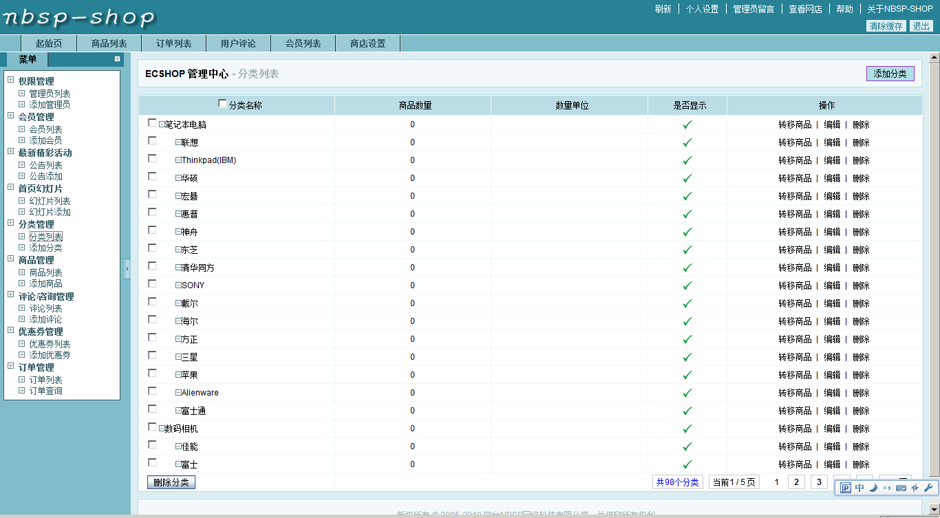 nbsp-shop
刷新 个人设置 管理员留言 查看网店 帮助 关于NBSP-SHOP
清除缓存 退出
起始页 商品列表 订单列表 用户评论 会员列表 商店设置
菜单
权限管理
管理员列表
添加管理员
会员管理
会员列表
添加会员
最新精彩活动
公告列表
公告添加
首页幻灯片
幻灯片列表
幻灯片添加
分类管理
分类列表
添加分类
商品管理
商品列表
添加商品
评论/咨询管理
评论列表
添加评论
优惠券管理
优惠券列表
添加优惠券
订单管理
订单列表
订单查询
ECSHOP 管理中心 - 分类列表
添加分类
分类名称 商品数量 数量单位 是否显示 操作
笔记本电脑 0 转移商品 | 编辑 | 删除
联想 0 转移商品 | 编辑 | 删除
Thinkpad(IBM) 0 转移商品 | 编辑 | 删除
华硕 0 转移商品 | 编辑 | 删除
宏碁 0 转移商品 | 编辑 | 删除
惠普 0 转移商品 | 编辑 | 删除
神舟 0 转移商品 | 编辑 | 删除
东芝 0 转移商品 | 编辑 | 删除
清华同方 0 转移商品 | 编辑 | 删除
SONY 0 转移商品 | 编辑 | 删除
戴尔 0 转移商品 | 编辑 | 删除
海尔 0 转移商品 | 编辑 | 删除
方正 0 转移商品 | 编辑 | 删除
三星 0 转移商品 | 编辑 | 删除
苹果 0 转移商品 | 编辑 | 删除
Alienware 0 转移商品 | 编辑 | 删除
富士通 0 转移商品 | 编辑 | 删除
数码相机 0 转移商品 | 编辑 | 删除
佳能 0 转移商品 | 编辑 | 删除
富士 0 转移商品 | 编辑 | 删除
删除分类 共98个分类 当前1 / 5 页 1 2 3
中